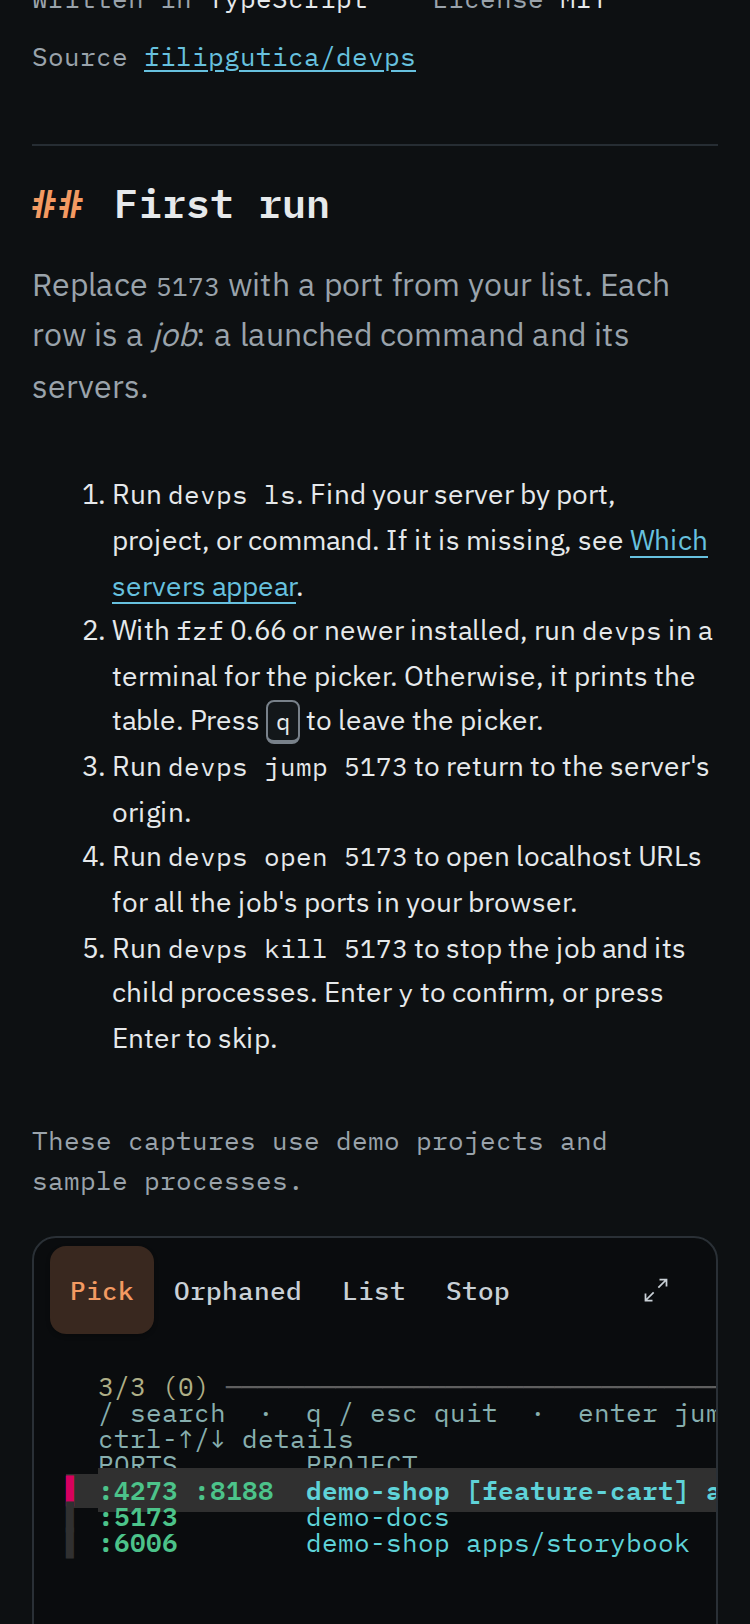 Written in TypeScript License MIT
Source filipgutica/devps
## First run
Replace 5173 with a port from your list. Each
row is a job: a launched command and its
servers.
1. Run devps ls. Find your server by port,
project, or command. If it is missing, see Which
servers appear.
2. With fzf 0.66 or newer installed, run devps in a
terminal for the picker. Otherwise, it prints the
table. Press q to leave the picker.
3. Run devps jump 5173 to return to the server's
origin.
4. Run devps open 5173 to open localhost URLs
for all the job's ports in your browser.
5. Run devps kill 5173 to stop the job and its
child processes. Enter y to confirm, or press
Enter to skip.
These captures use demo projects and
sample processes.
Pick Orphaned List Stop
3/3 (0)
/ search · q / esc quit · enter jum
ctrl-↑/↓ details
PORTS PROJECT
:4273 :8188 demo-shop [feature-cart] a
:5173 demo-docs
:6006 demo-shop apps/storybook